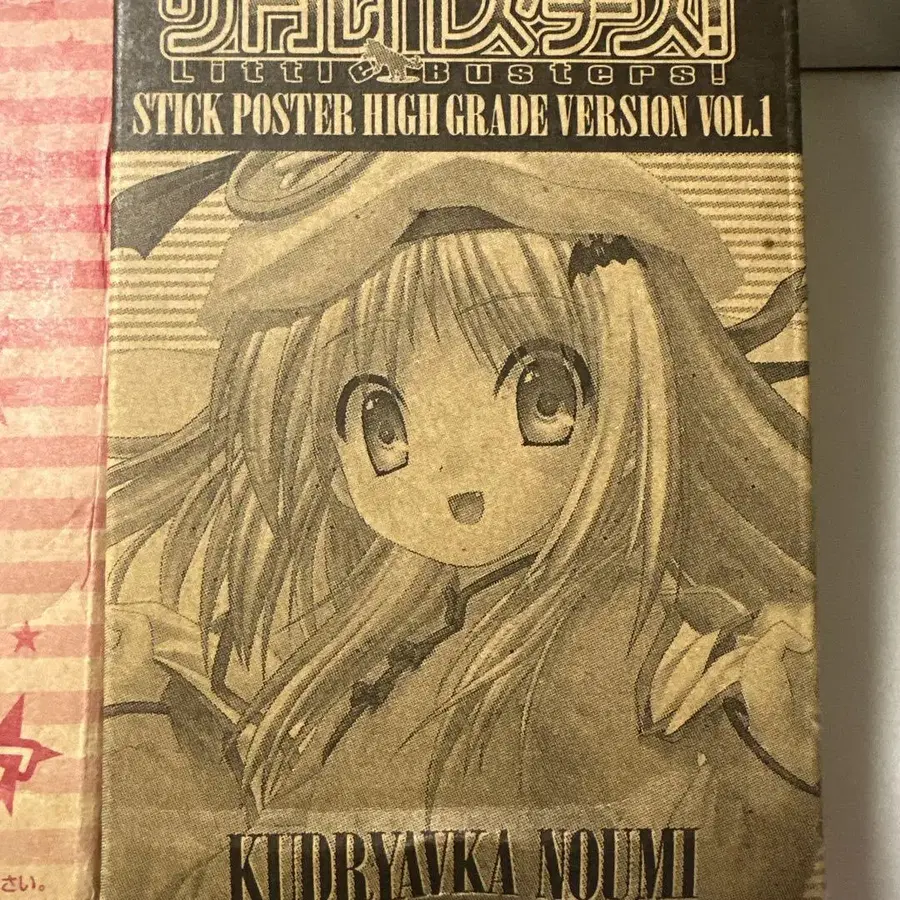 リトルバスターズ!
Little Busters!
STICK POSTER HIGH GRADE VERSION VOL.1
KUDRYAVKA NOUMI
さい。